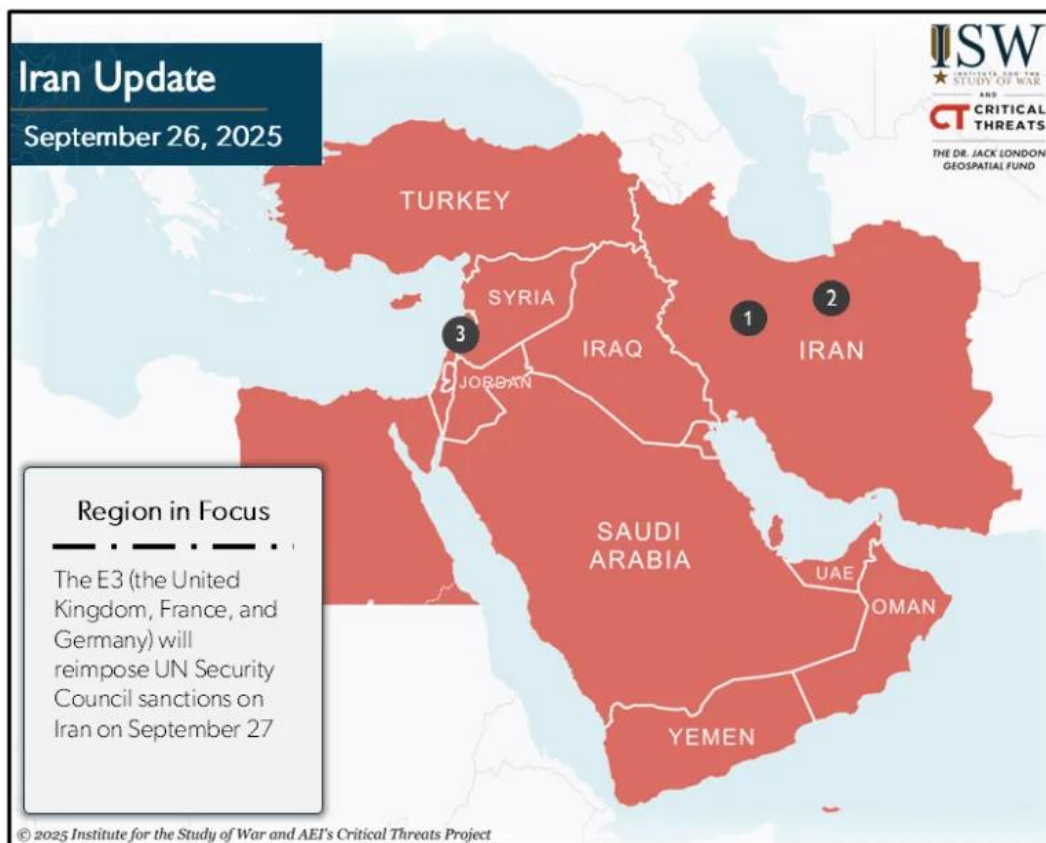 Iran Update
September 26, 2025
ISW
INSTITUTE FOR THE
STUDY OF WAR
AND
CT CRITICAL
THREATS
THE DR. JACK LONDON
GEOSPATIAL FUND
TURKEY
SYRIA
IRAQ
IRAN
JORDAN
1
2
3
SAUDI
ARABIA
UAE
OMAN
YEMEN
Region in Focus
The E3 (the United
Kingdom, France, and
Germany) will
reimpose UN Security
Council sanctions on
Iran on September 27
© 2025 Institute for the Study of War and AEI's Critical Threats Project